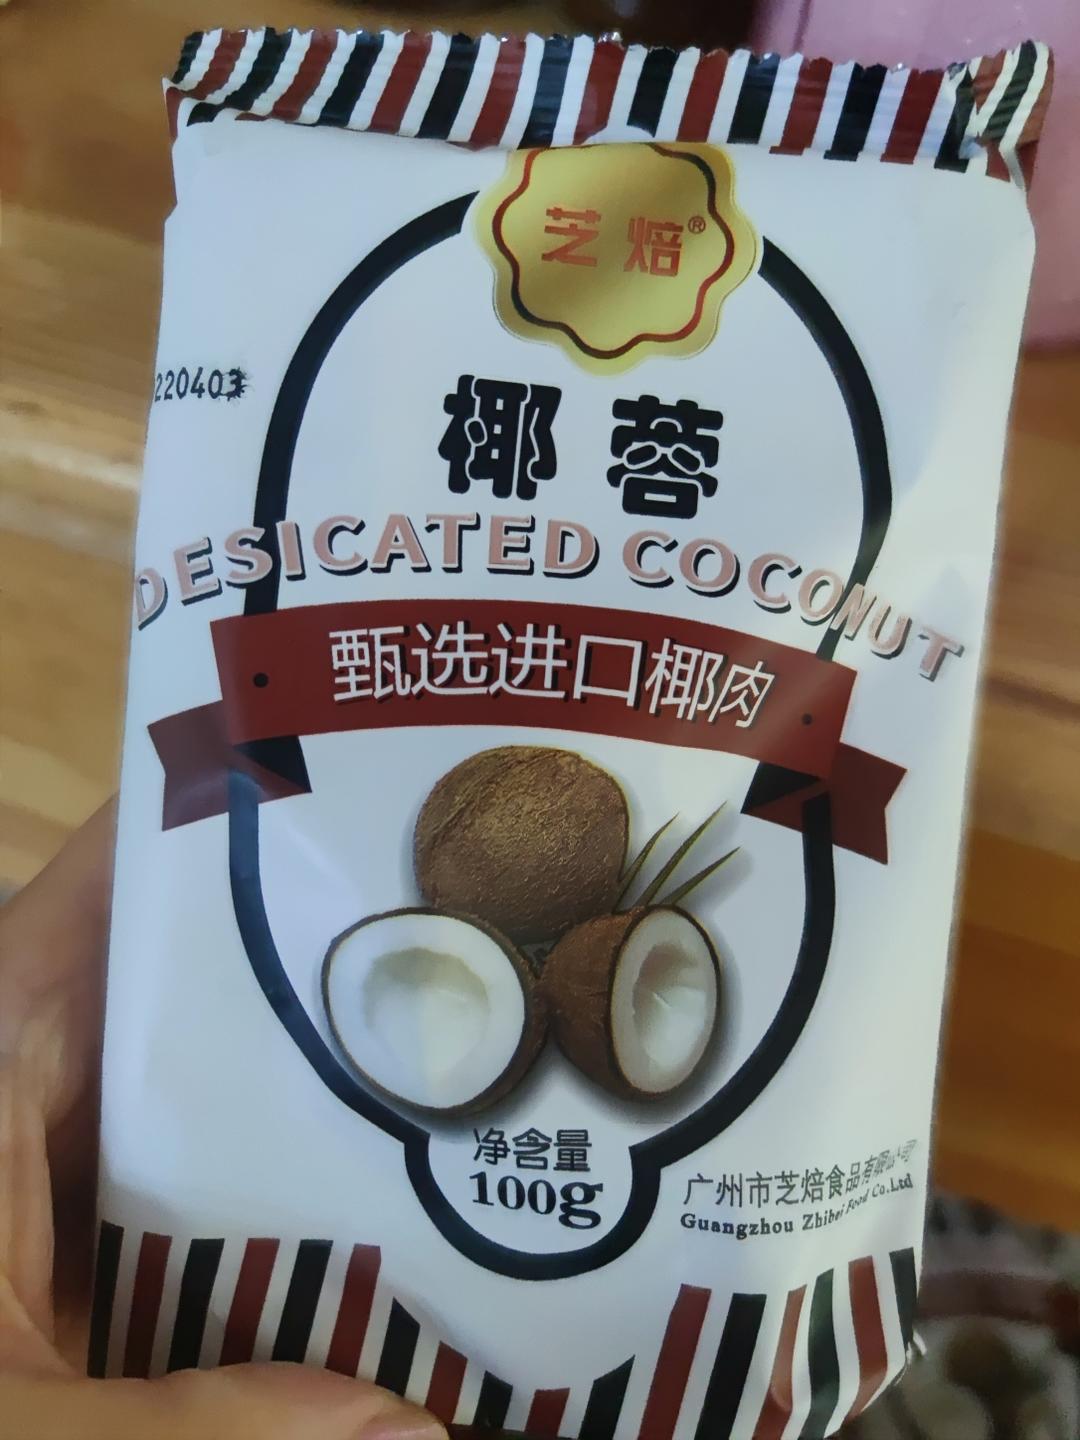 芝焙®
220403
椰蓉
DESICATED COCONUT
甄选进口椰肉
净含量
100g
广州市芝焙食品有限公司
Guangzhou Zhibei Food Co.Ltd